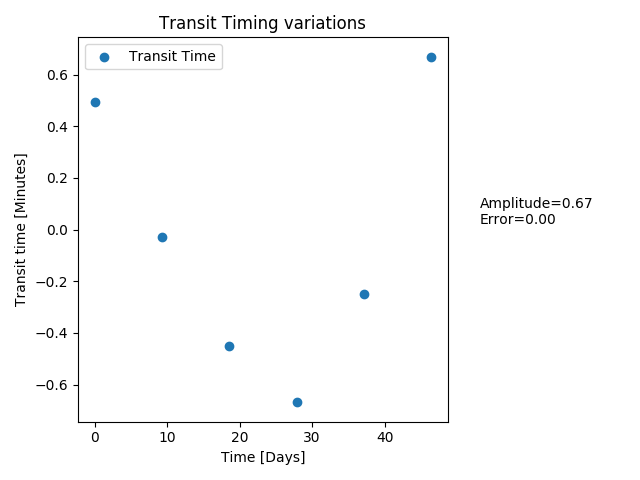 Transit Timing variations
Transit Time
Transit time [Minutes]
0.6
0.4
0.2
0.0
−0.2
−0.4
−0.6
0
10
20
30
40
Time [Days]
Amplitude=0.67
Error=0.00